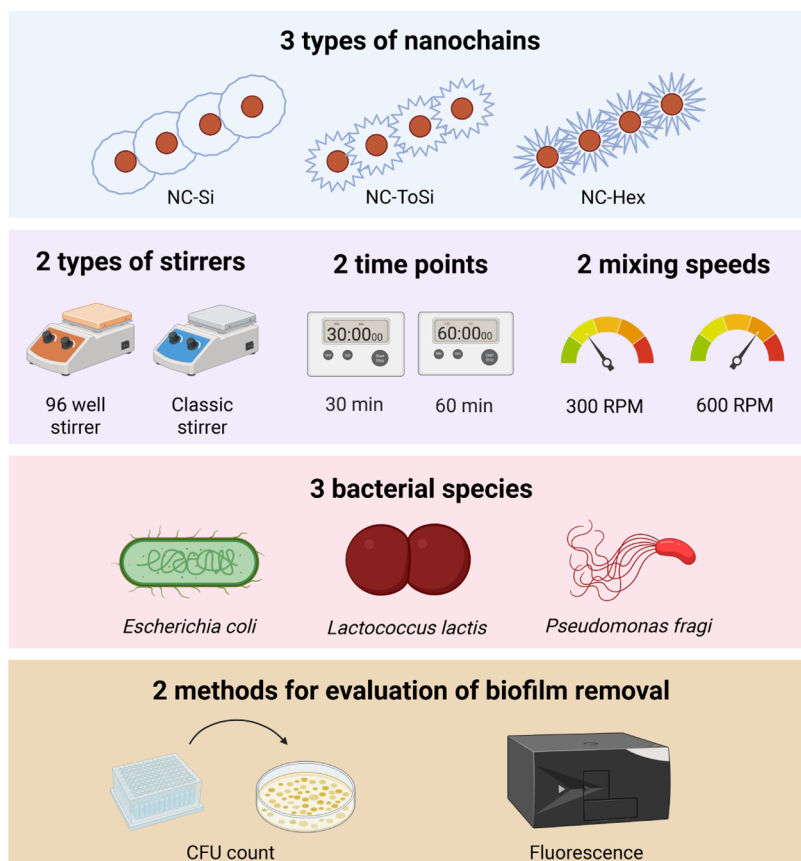 3 types of nanochains
NC-Si
NC-ToSi
NC-Hex
2 types of stirrers
2 time points
2 mixing speeds
30:00 00
60:00 00
96 well
stirrer
Classic
stirrer
30 min
60 min
300 RPM
600 RPM
3 bacterial species
Escherichia coli
Lactococcus lactis
Pseudomonas fragi
2 methods for evaluation of biofilm removal
CFU count
Fluorescence